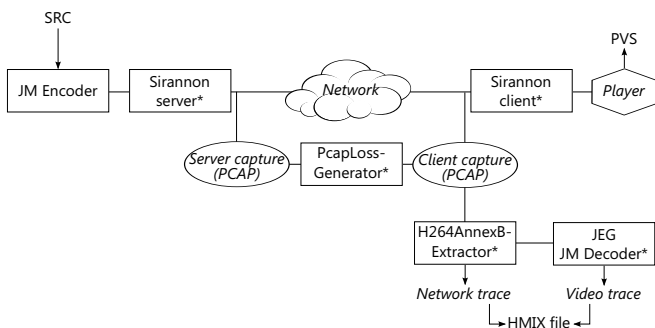 SRC
PVS
JM Encoder
Sirannon
server*
Network
Sirannon
client*
Player
Server capture
(PCAP)
PcapLoss-
Generator*
Client capture
(PCAP)
H264AnnexB-
Extractor*
JEG
JM Decoder*
Network trace
Video trace
HMIX file